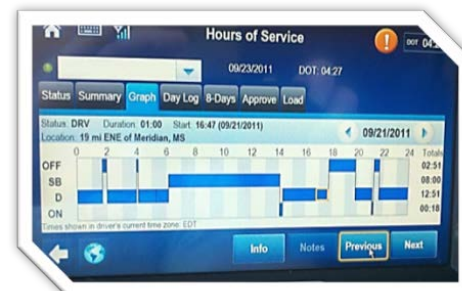 Hours of Service
DOT 04:2
09/23/2011 DOT: 04:27
Status Summary Graph Day Log 8-Days Approve Load
Status: DRV Duration: 01:00 Start: 16:47 (09/21/2011)
Location: 19 mi ENE of Meridian, MS
09/21/2011
0 2 4 6 8 10 12 14 16 18 20 22 24 Totals
OFF 02:51
SB 08:00
D 12:51
ON 00:18
Times shown in driver's current time zone: EDT
Info Notes Previous Next